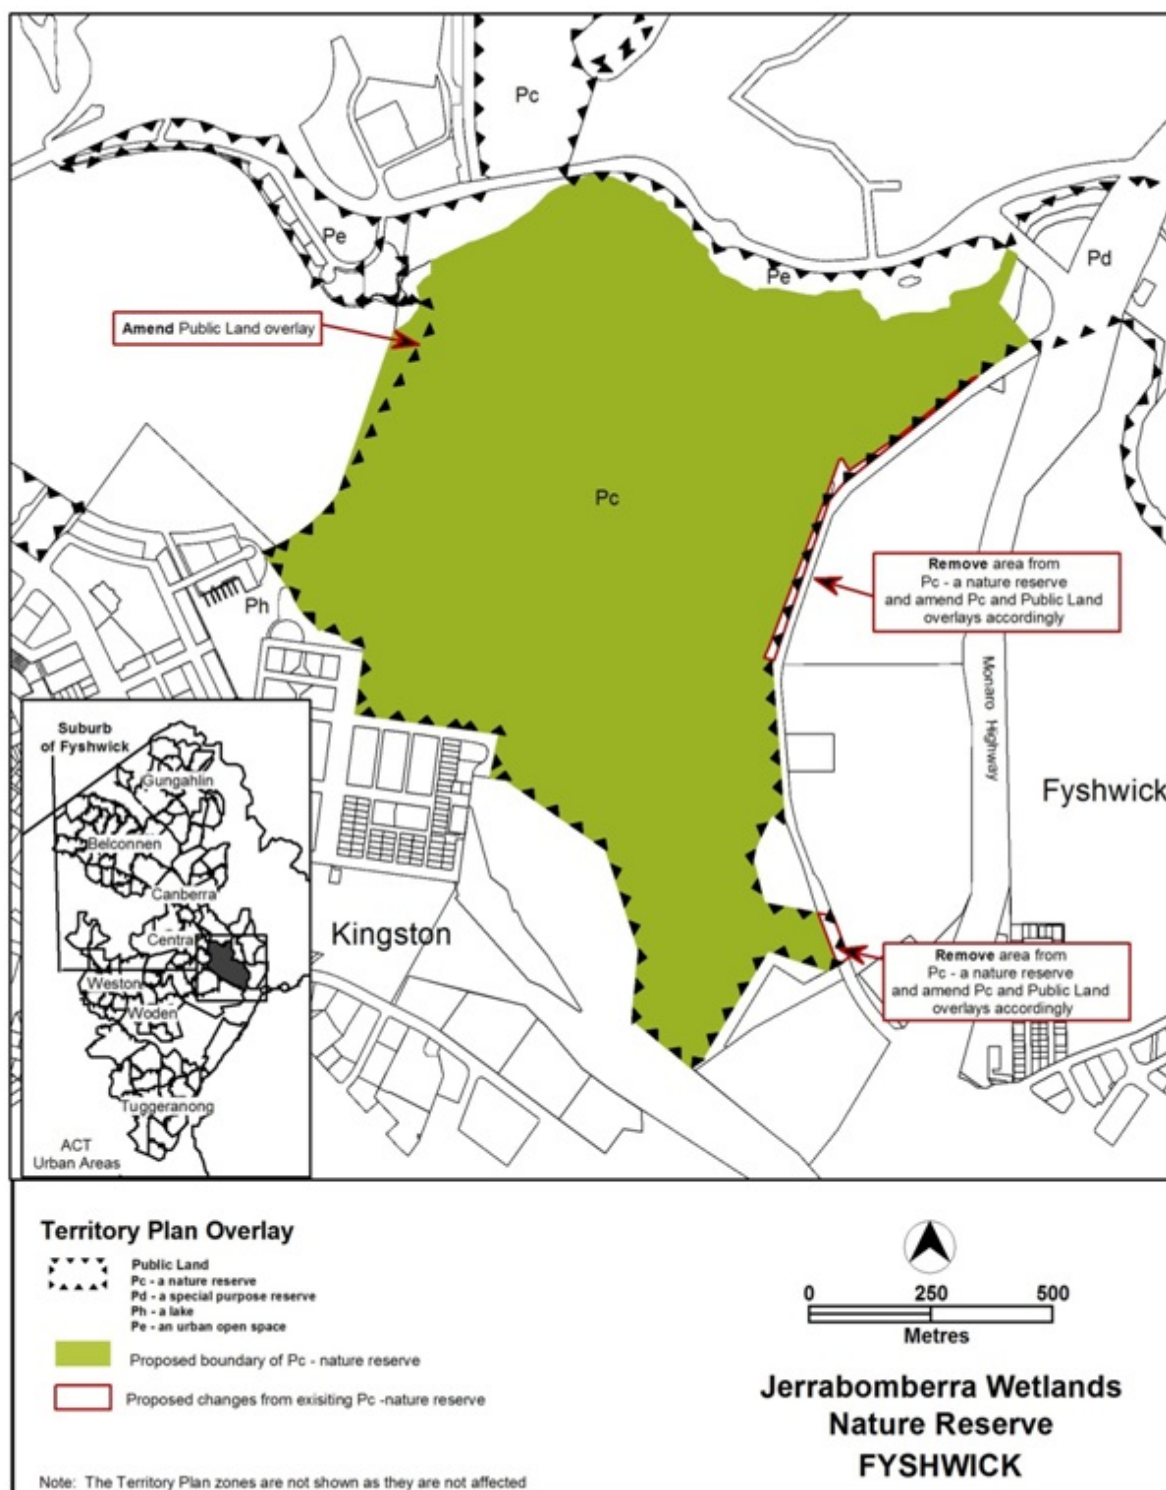 Pc
Pe
Pe
Pd
Amend Public Land overlay
Pc
Remove area from
Pc - a nature reserve
and amend Pc and Public Land
overlays accordingly
Ph
Monaro Highway
Suburb
of Fyshwick
Gungahlin
Fyshwick
Belconnen
Canberra
Central
Kingston
Remove area from
Pc - a nature reserve
and amend Pc and Public Land
overlays accordingly
Weston
Woden
Tuggeranong
ACT
Urban Areas
Territory Plan Overlay
Public Land
Pc - a nature reserve
Pd - a special purpose reserve
Ph - a lake
Pe - an urban open space
Proposed boundary of Pc - nature reserve
Proposed changes from exisiting Pc -nature reserve
Note: The Territory Plan zones are not shown as they are not affected
0 250 500
Metres
Jerrabomberra Wetlands
Nature Reserve
FYSHWICK